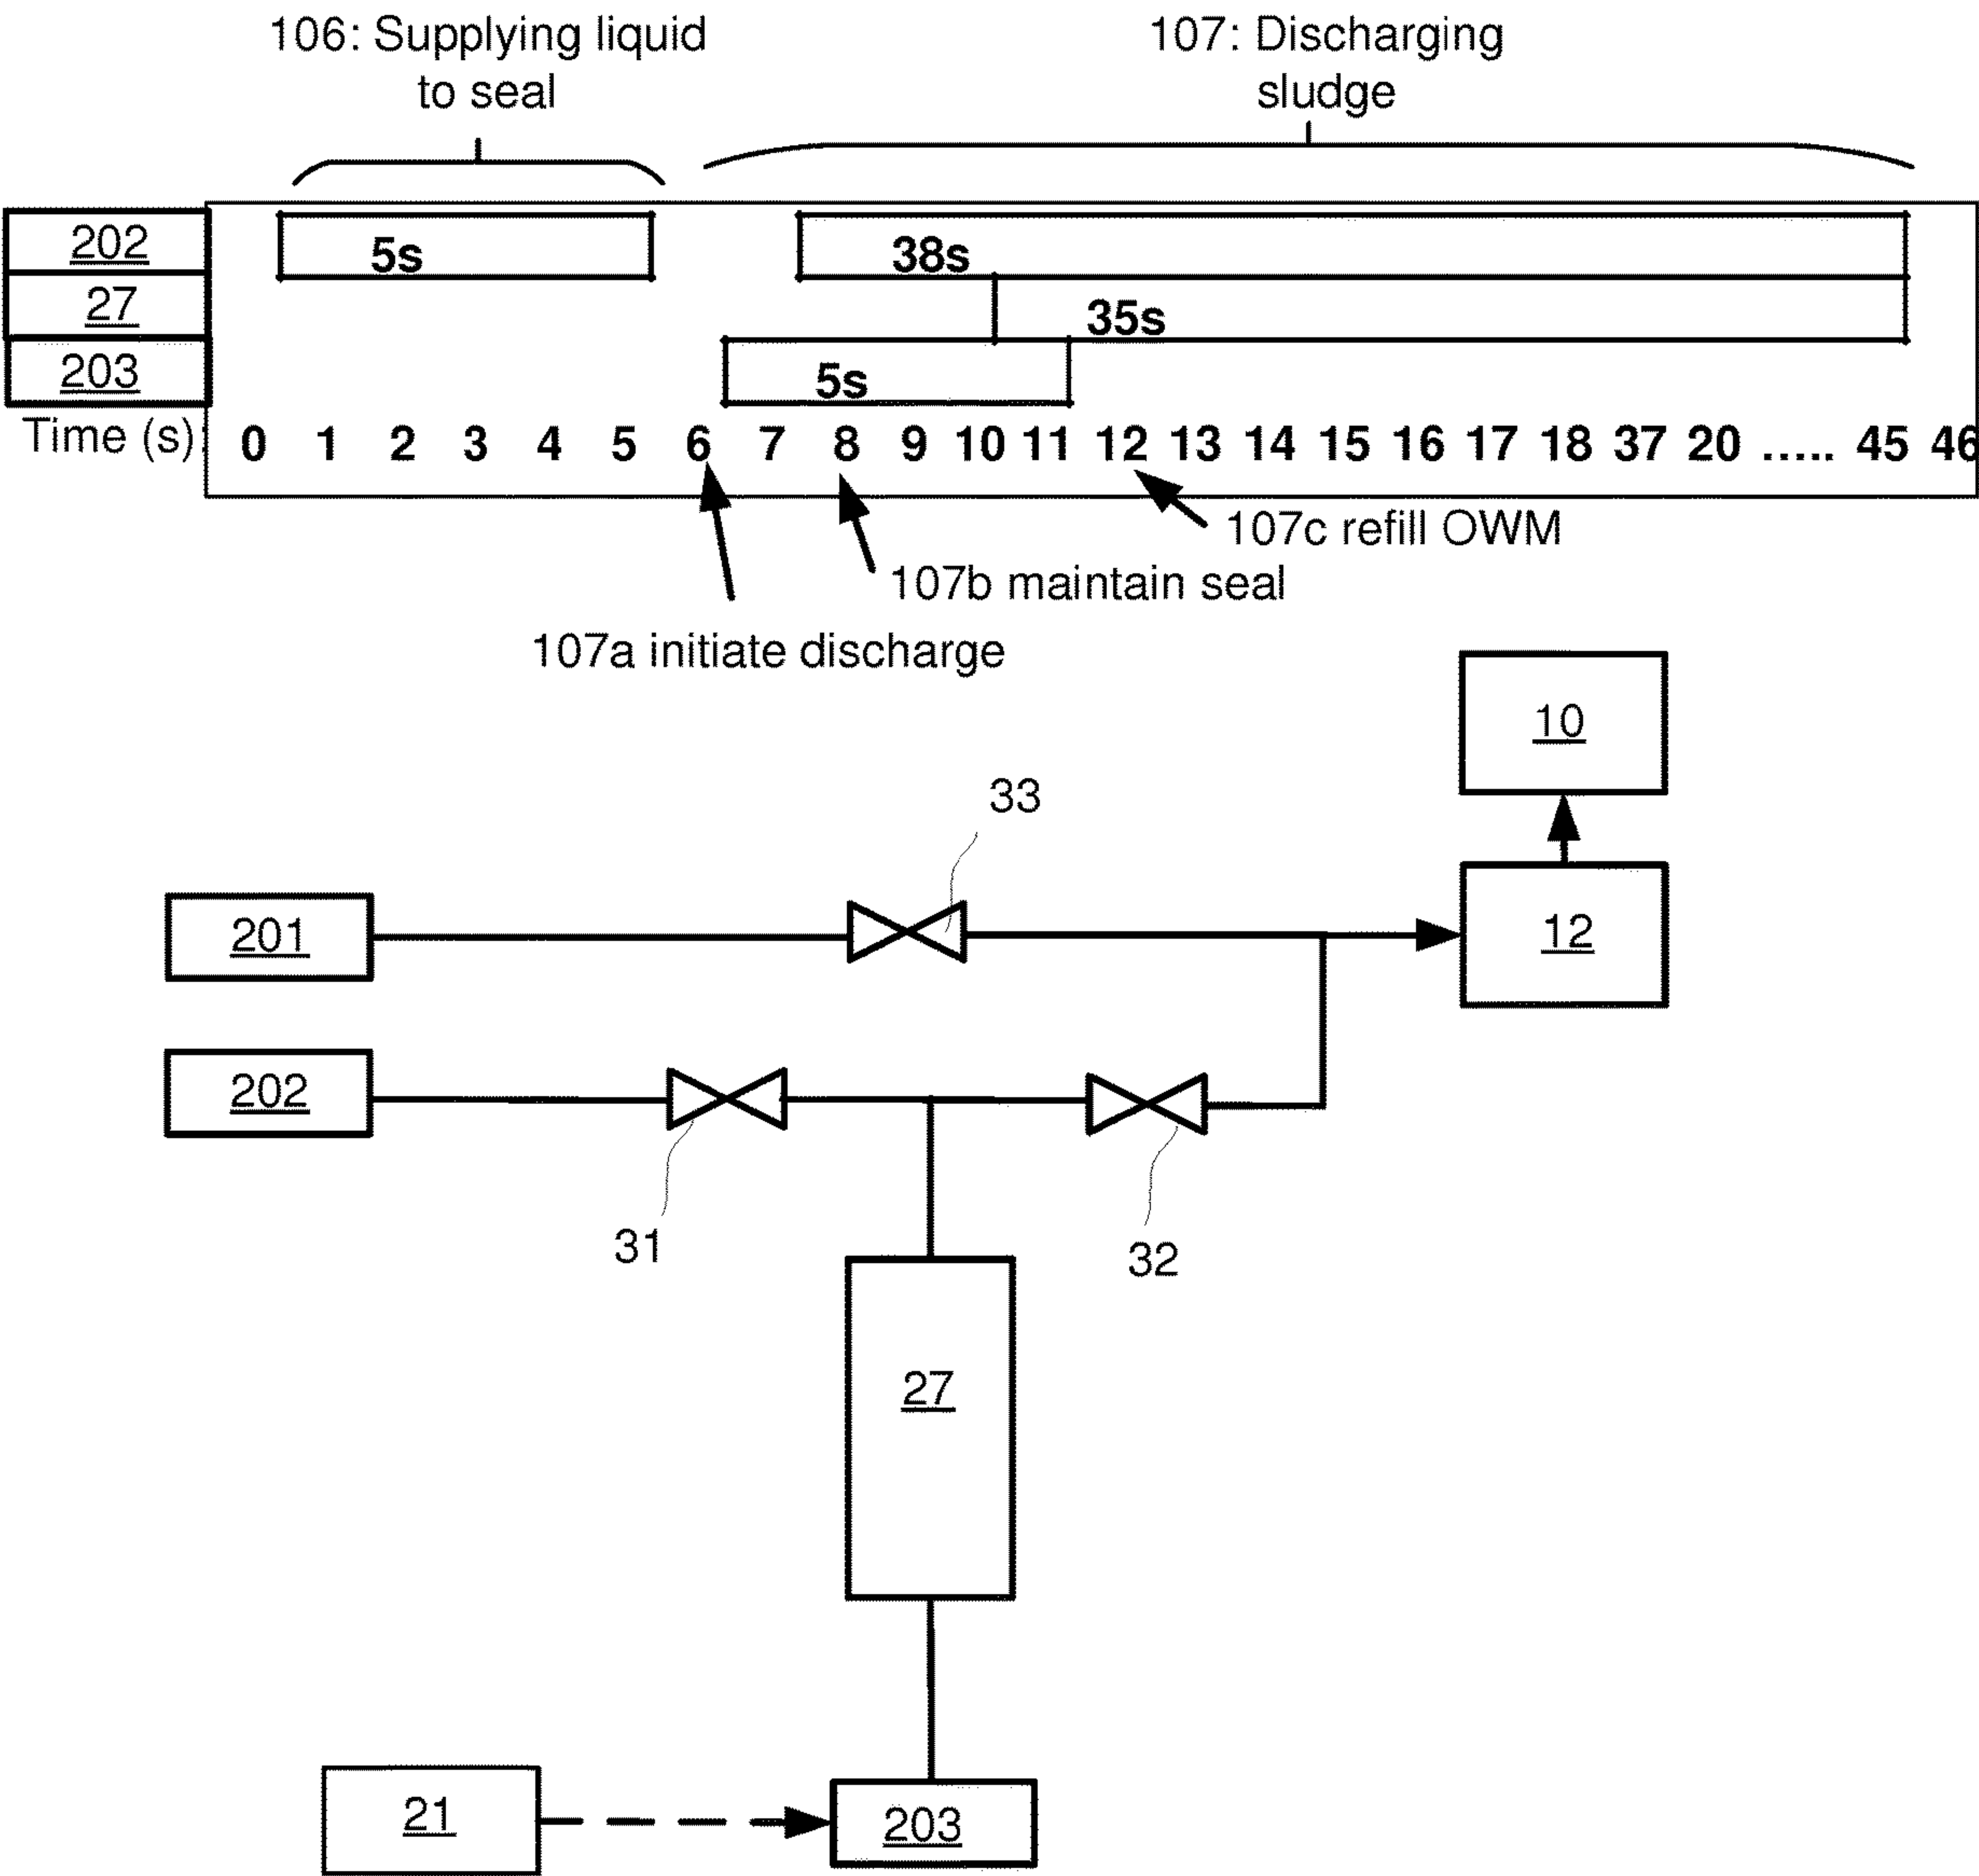 106: Supplying liquid
to seal
107: Discharging
sludge
202
5s
38s
27
35s
203
5s
Time (s):
0 1 2 3 4 5 6 7 8 9 10 11 12 13 14 15 16 17 18 37 20 ..... 45 46
107c refill OWM
107b maintain seal
107a initiate discharge
10
33
201
12
202
31
32
27
21
203